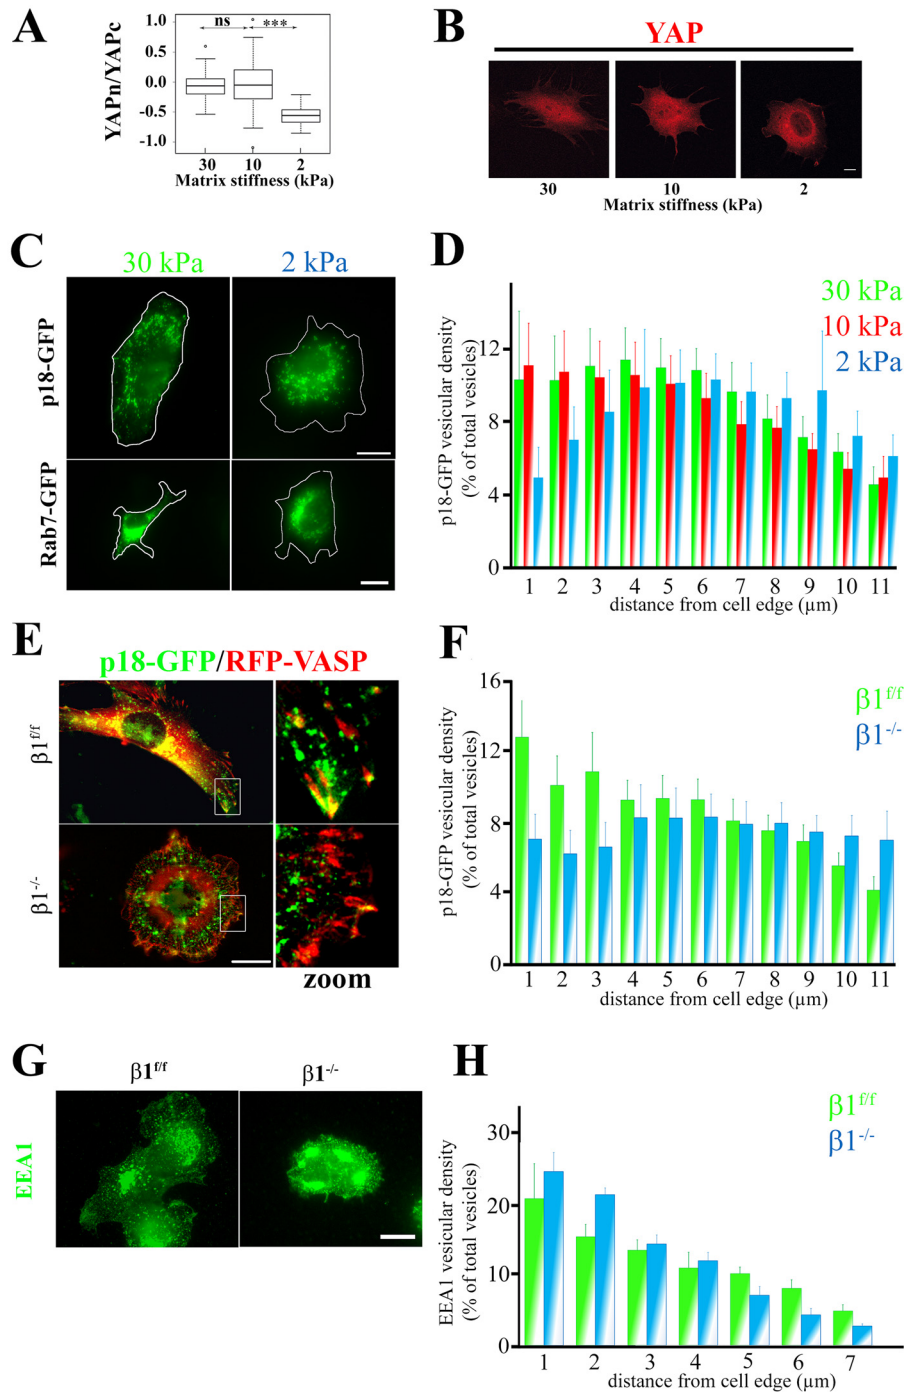 A
YAPn/YAPc
1.0
0.5
0.0
-0.5
-1.0
ns
***
30 10 2
Matrix stiffness (kPa)
B
YAP
30 10 2
Matrix stiffness (kPa)
C
30 kPa 2 kPa
p18-GFP
Rab7-GFP
D
p18-GFP vesicular density
(% of total vesicles)
12
8
4
0
30 kPa
10 kPa
2 kPa
1 2 3 4 5 6 7 8 9 10 11
distance from cell edge (µm)
E
p18-GFP/RFP-VASP
β1f/f
β1-/-
zoom
F
p18-GFP vesicular density
(% of total vesicles)
16
12
8
4
0
β1f/f
β1-/-
1 2 3 4 5 6 7 8 9 10 11
distance from cell edge (µm)
G
β1f/f β1-/-
EEA1
H
EEA1 vesicular density
(% of total vesicles)
30
20
10
0
β1f/f
β1-/-
1 2 3 4 5 6 7
distance from cell edge (µm)